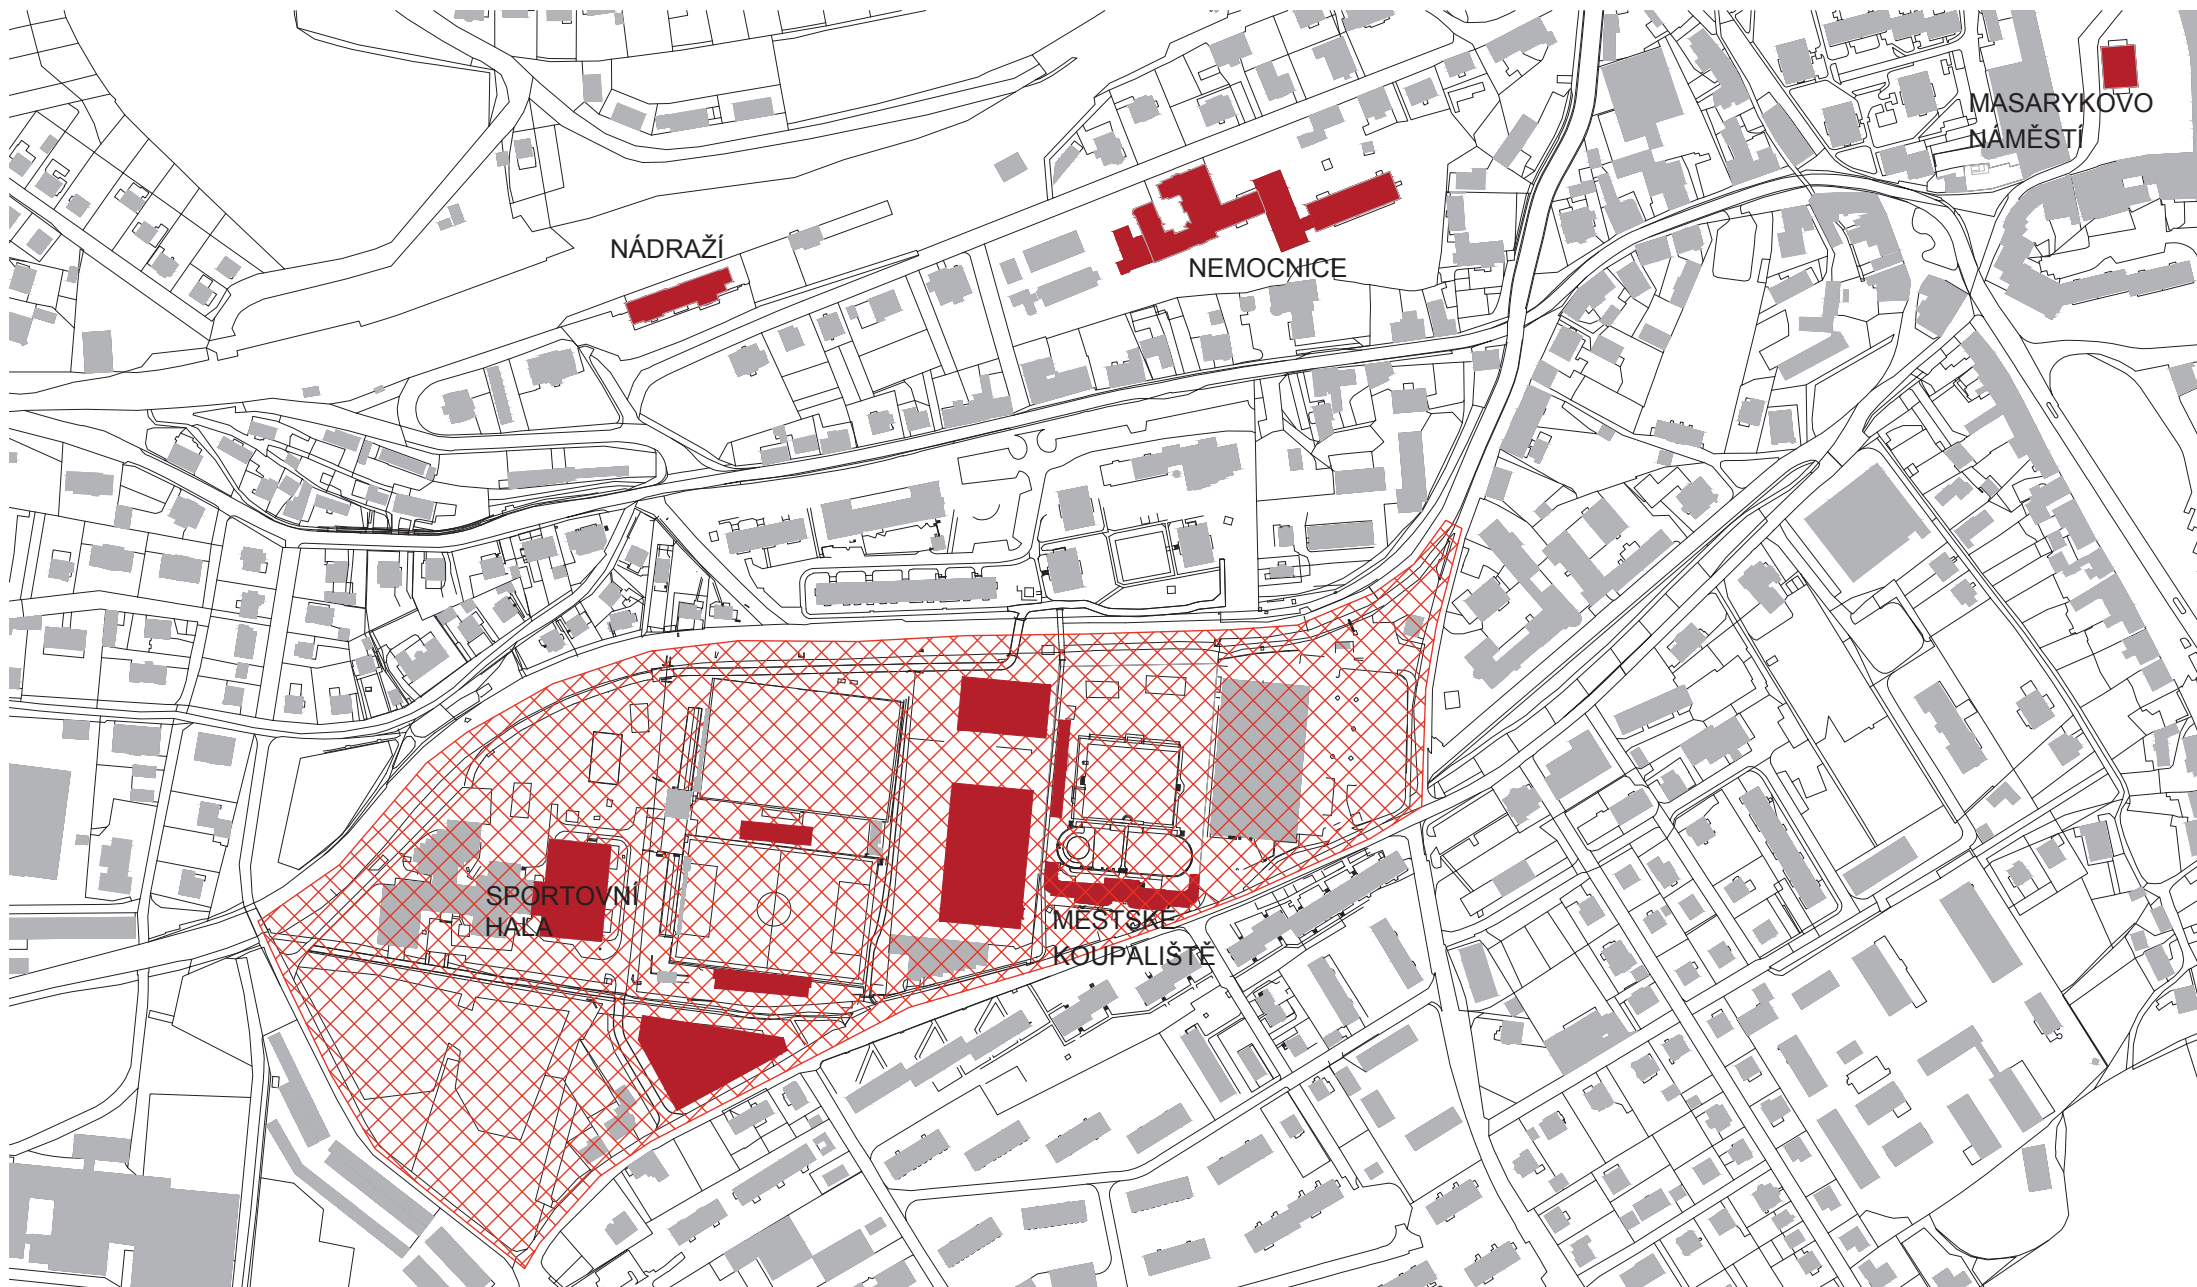 MASARYKOVO
NÁMĚSTÍ
NÁDRAŽÍ
NEMOCNICE
SPORTOVNÍ
HALA
MĚSTSKÉ
KOUPALIŠTĚ